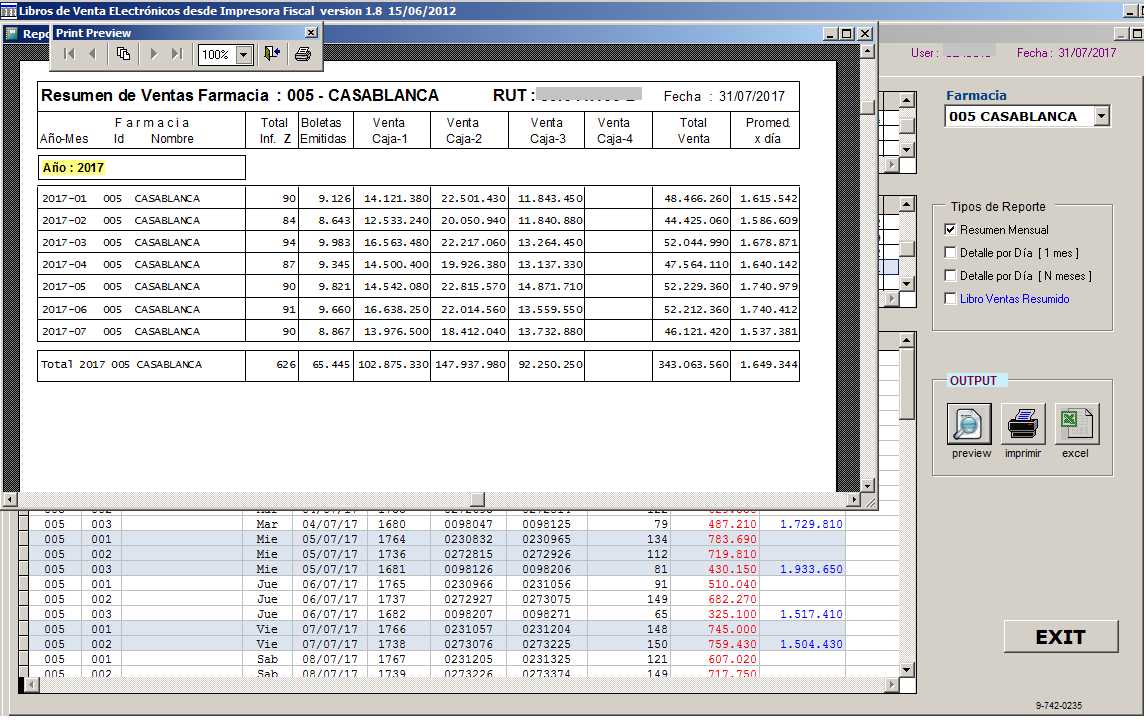 Libros de Venta ELectrónicos desde Impresora Fiscal version 1.8 15/06/2012
Repo
Print Preview
100%
User :
Fecha : 31/07/2017
Resumen de Ventas Farmacia : 005 - CASABLANCA RUT : Fecha : 31/07/2017
F a r m a c i a Total Boletas Venta Venta Venta Venta Total Promed.
Año-Mes Id Nombre Inf. Z Emitidas Caja-1 Caja-2 Caja-3 Caja-4 Venta x día
Año : 2017
2017-01 005 CASABLANCA 90 9.126 14.121.380 22.501.430 11.843.450 48.466.260 1.615.542
2017-02 005 CASABLANCA 84 8.643 12.533.240 20.050.940 11.840.880 44.425.060 1.586.609
2017-03 005 CASABLANCA 94 9.983 16.563.480 22.217.060 13.264.450 52.044.990 1.678.871
2017-04 005 CASABLANCA 87 9.345 14.500.400 19.926.380 13.137.330 47.564.110 1.640.142
2017-05 005 CASABLANCA 90 9.821 14.542.080 22.815.570 14.871.710 52.229.360 1.740.979
2017-06 005 CASABLANCA 91 9.660 16.638.250 22.014.560 13.559.550 52.212.360 1.740.412
2017-07 005 CASABLANCA 90 8.867 13.976.500 18.412.040 13.732.880 46.121.420 1.537.381
Total 2017 005 CASABLANCA 626 65.445 102.875.330 147.937.980 92.250.250 343.063.560 1.649.344
Farmacia
005 CASABLANCA
Tipos de Reporte
Resumen Mensual
Detalle por Día [ 1 mes ]
Detalle por Día [ N meses ]
Libro Ventas Resumido
OUTPUT
preview imprimir excel
005 003 Mar 04/07/17 1680 0098047 0098125 79 487.210 1.729.810
005 001 Mie 05/07/17 1764 0230832 0230965 134 783.690
005 002 Mie 05/07/17 1736 0272815 0272926 112 719.810
005 003 Mie 05/07/17 1681 0098126 0098206 81 430.150 1.933.650
005 001 Jue 06/07/17 1765 0230966 0231056 91 510.040
005 002 Jue 06/07/17 1737 0272927 0273075 149 682.270
005 003 Jue 06/07/17 1682 0098207 0098271 65 325.100 1.517.410
005 001 Vie 07/07/17 1766 0231057 0231204 148 745.000
005 002 Vie 07/07/17 1738 0273076 0273225 150 759.430 1.504.430
005 001 Sab 08/07/17 1767 0231205 0231325 121 607.020
005 002 Sab 08/07/17 1739 0273226 0273374 149 717.750
EXIT
9-742-0235